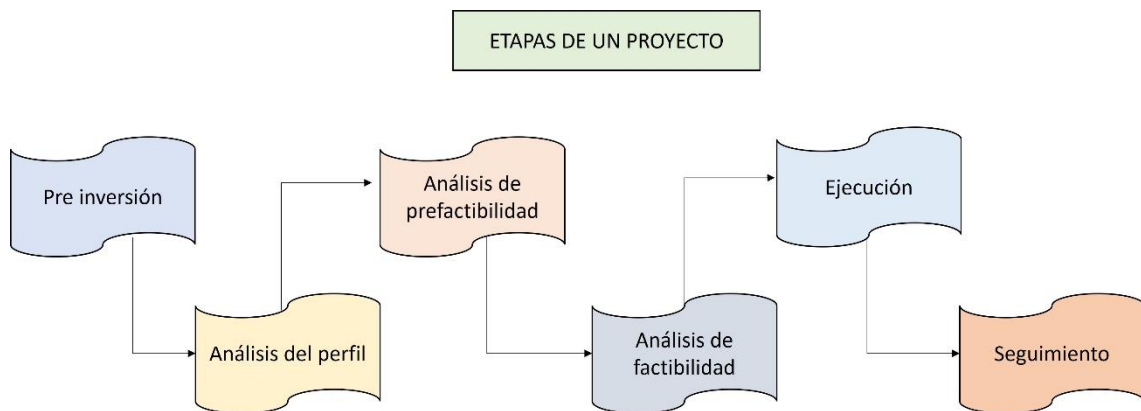 ETAPAS DE UN PROYECTO
Pre inversión
Análisis del perfil
Análisis de
prefactibilidad
Análisis de
factibilidad
Ejecución
Seguimiento